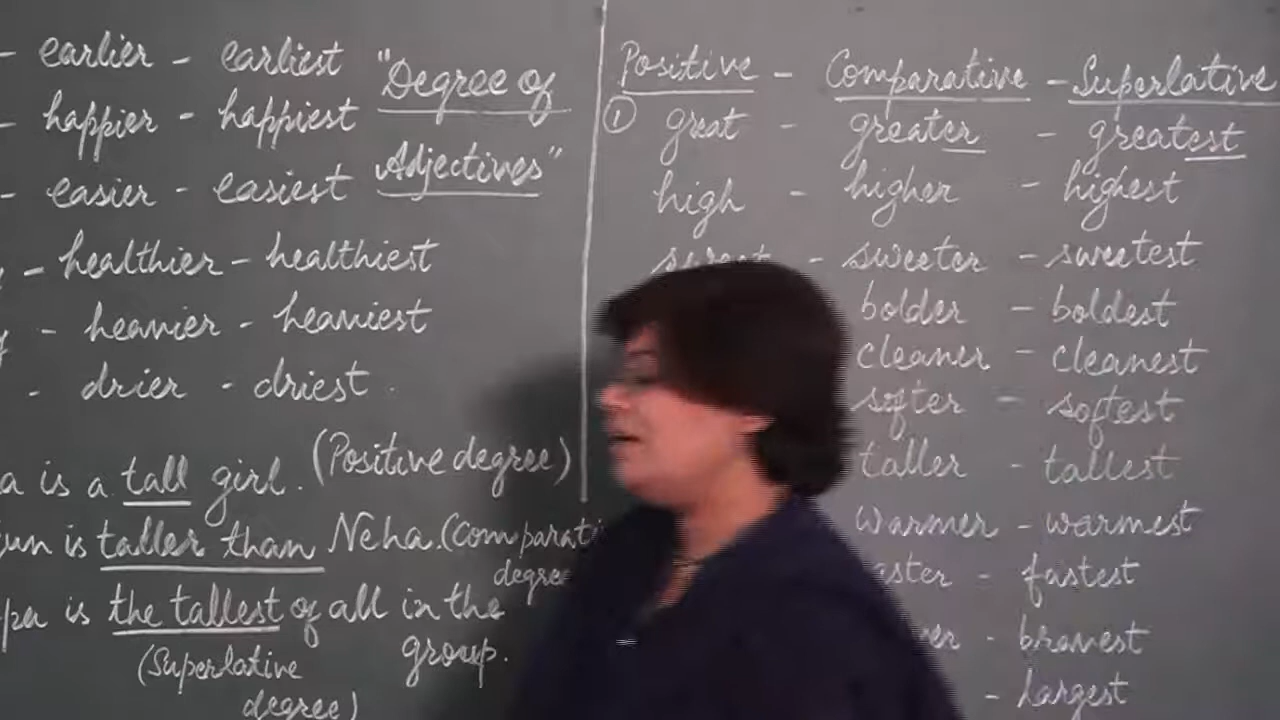 - earlier - earliest "Degree of
- happier - happiest Adjectives"
- easier - easiest
- healthier - healthiest
- heavier - heaviest
- drier - driest.
is a tall girl. (Positive degree)
is taller than Neha. (Comparati
degree
is the tallest of all in the
group.
(Superlative
degree)
Positive - Comparative - Superlative
① great - greater - greatest
high - higher - highest
sweet - sweeter - sweetest
bolder - boldest
cleaner - cleanest
softer - softest
taller - tallest
warmer - warmest
aster - fastest
er - bravest
- largest